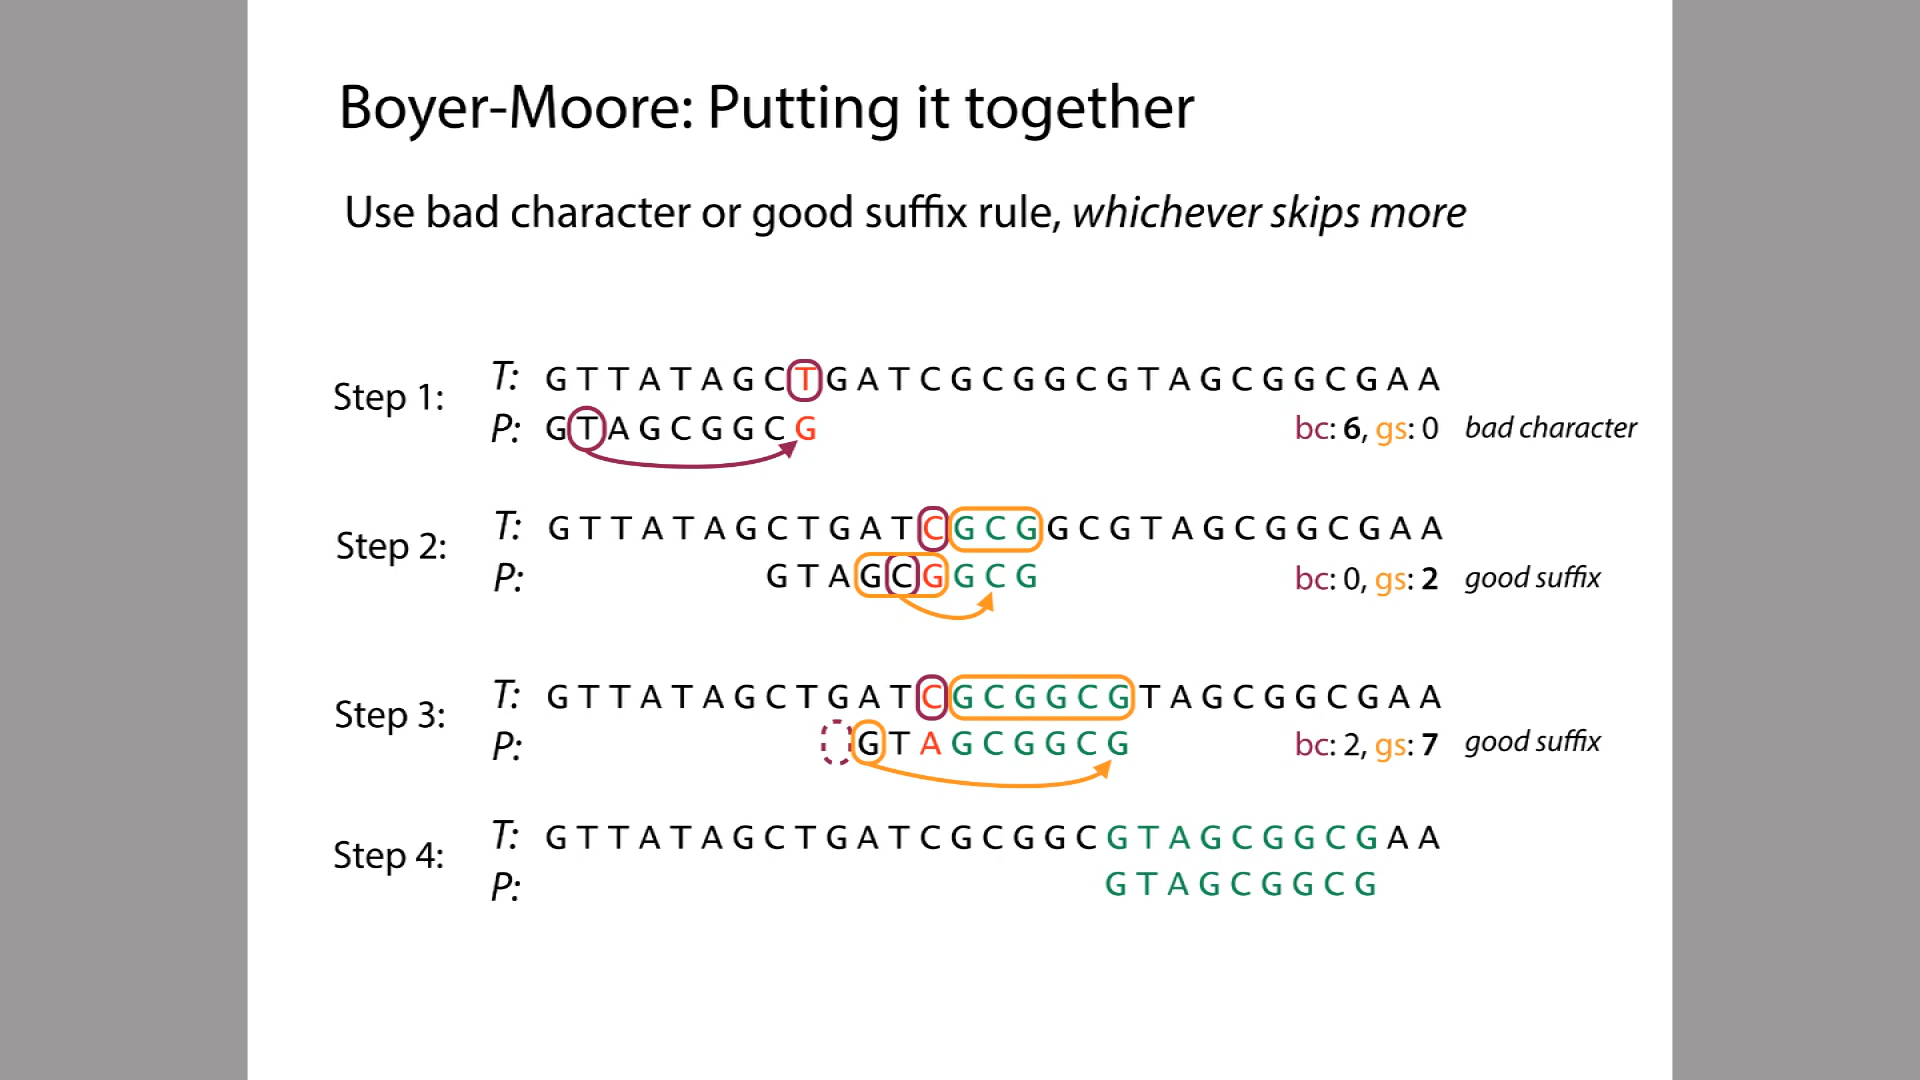 Boyer-Moore: Putting it together
Use bad character or good suffix rule, whichever skips more
Step 1:
T: G T T A T A G C T G A T C G C G G C G T A G C G G C G A A
P: G T A G C G G C G
bc: 6, gs: 0 bad character
Step 2:
T: G T T A T A G C T G A T C G C G G C G T A G C G G C G A A
P: G T A G C G G C G
bc: 0, gs: 2 good suffix
Step 3:
T: G T T A T A G C T G A T C G C G G C G T A G C G G C G A A
P: G T A G C G G C G
bc: 2, gs: 7 good suffix
Step 4:
T: G T T A T A G C T G A T C G C G G C G T A G C G G C G A A
P: G T A G C G G C G